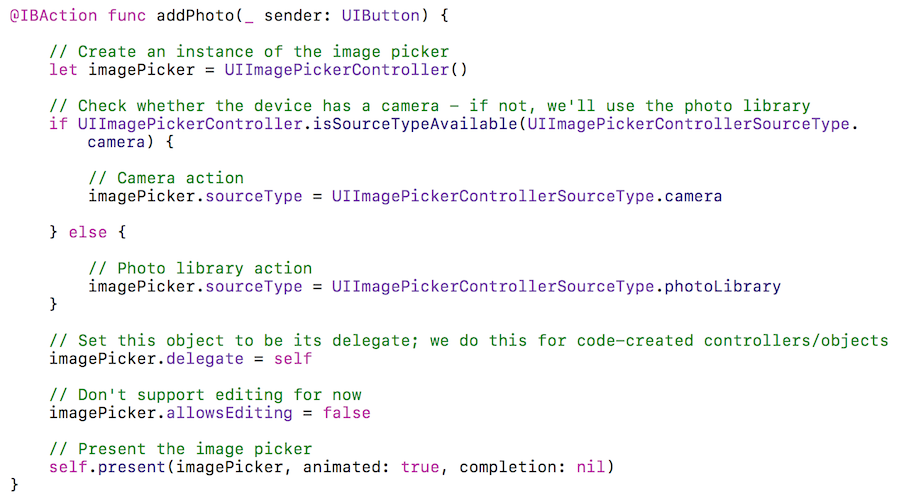 @IBAction func addPhoto(_ sender: UIButton) {
// Create an instance of the image picker
let imagePicker = UIImagePickerController()
// Check whether the device has a camera – if not, we'll use the photo library
if UIImagePickerController.isSourceTypeAvailable(UIImagePickerControllerSourceType.
camera) {
// Camera action
imagePicker.sourceType = UIImagePickerControllerSourceType.camera
} else {
// Photo library action
imagePicker.sourceType = UIImagePickerControllerSourceType.photoLibrary
}
// Set this object to be its delegate; we do this for code-created controllers/objects
imagePicker.delegate = self
// Don't support editing for now
imagePicker.allowsEditing = false
// Present the image picker
self.present(imagePicker, animated: true, completion: nil)
}